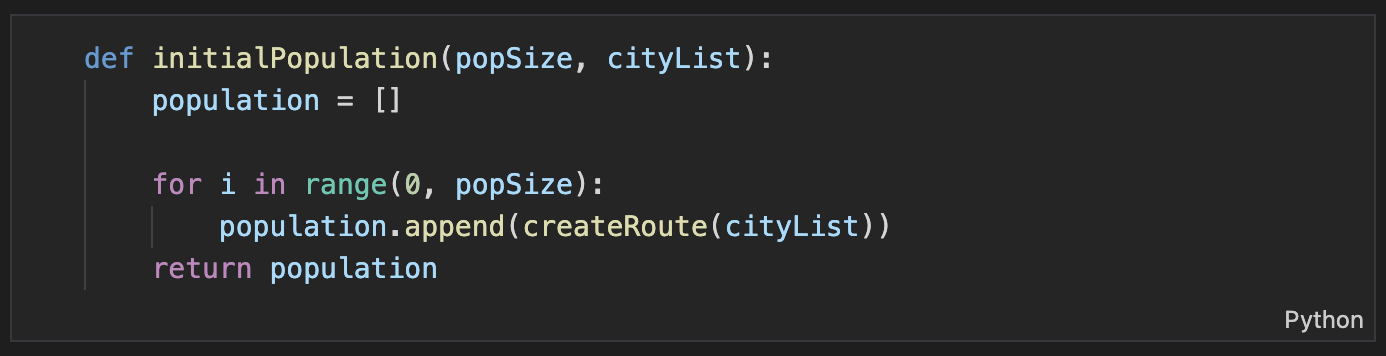 def initialPopulation(popSize, cityList):
    population = []

    for i in range(0, popSize):
        population.append(createRoute(cityList))
    return population
Python